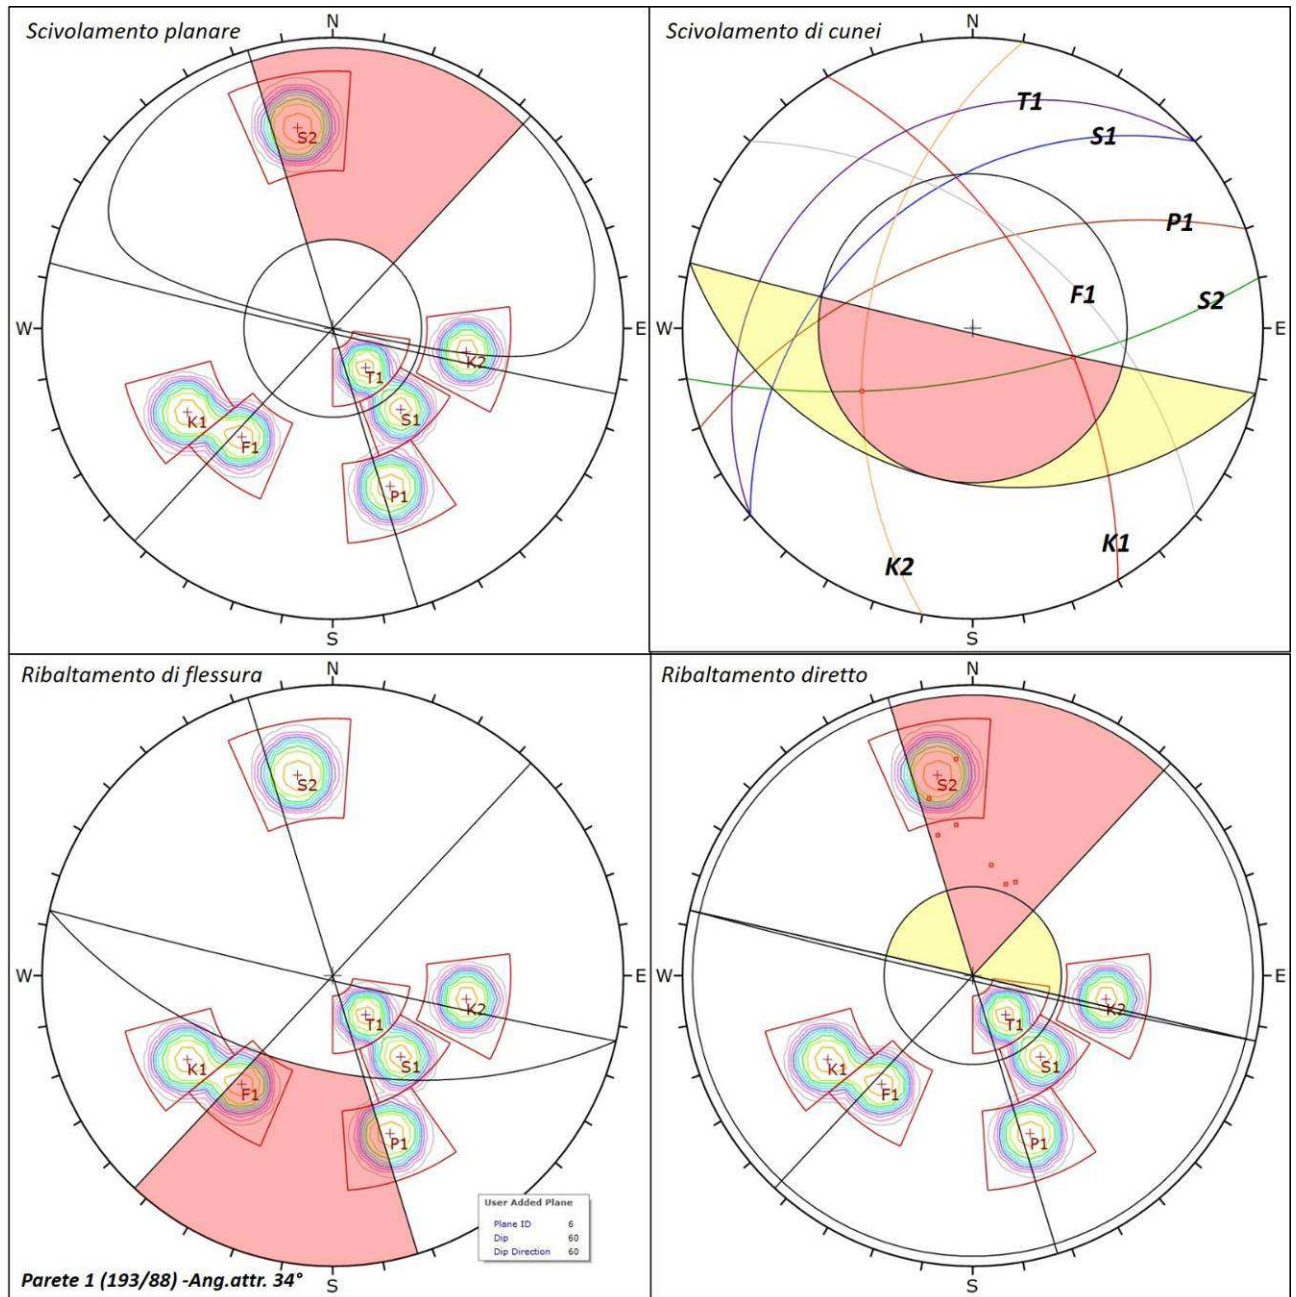 Scivolamento planare
N
S2
W
E
K2
T1
S1
K1
F1
P1
S
Scivolamento di cunei
N
T1
S1
P1
F1
S2
W
E
K1
K2
S
Ribaltamento di flessura
N
S2
W
E
K2
T1
S1
K1
F1
P1
User Added Plane
Plane ID 6
Dip 60
Dip Direction 60
S
Parete 1 (193/88) -Ang.attr. 34°
Ribaltamento diretto
N
S2
W
E
K2
T1
S1
K1
F1
P1
S